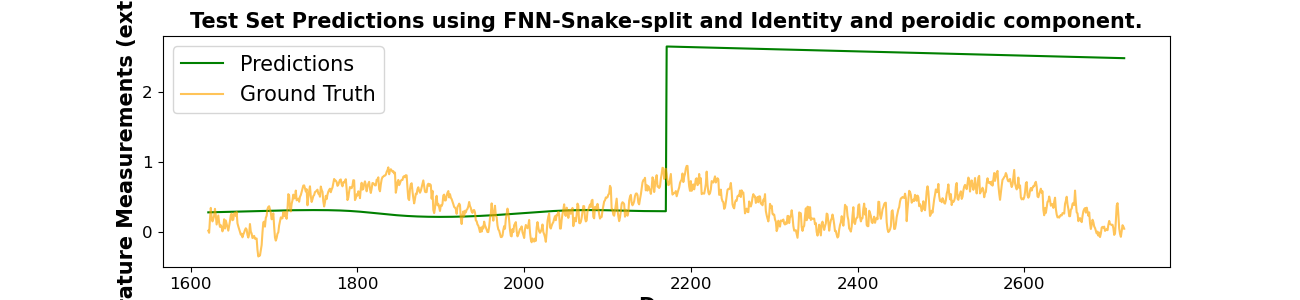 Test Set Predictions using FNN-Snake-split and Identity and peroidic component.
Measurements (ext
Predictions
Ground Truth
2
1
0
1600
1800
2000
2200
2400
2600